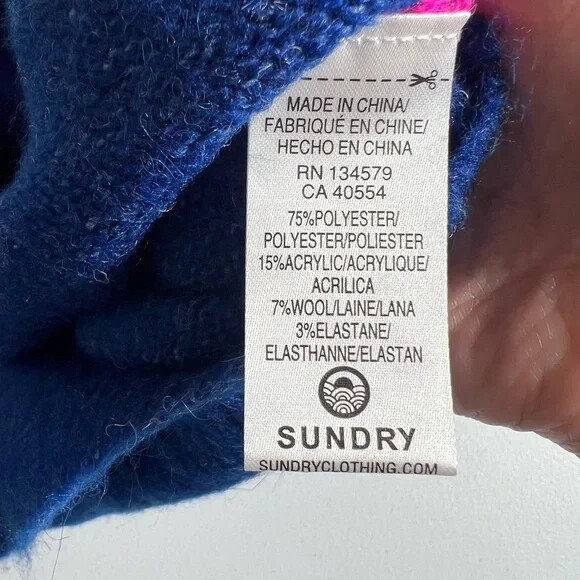 MADE IN CHINA/
FABRIQUÉ EN CHINE/
HECHO EN CHINA
RN 134579
CA 40554
75%POLYESTER/
POLYESTER/POLIESTER
15%ACRYLIC/ACRYLIQUE/
ACRILICA
7%WOOL/LAINE/LANA
3%ELASTANE/
ELASTHANNE/ELASTAN
SUNDRY
SUNDRYCLOTHING.COM